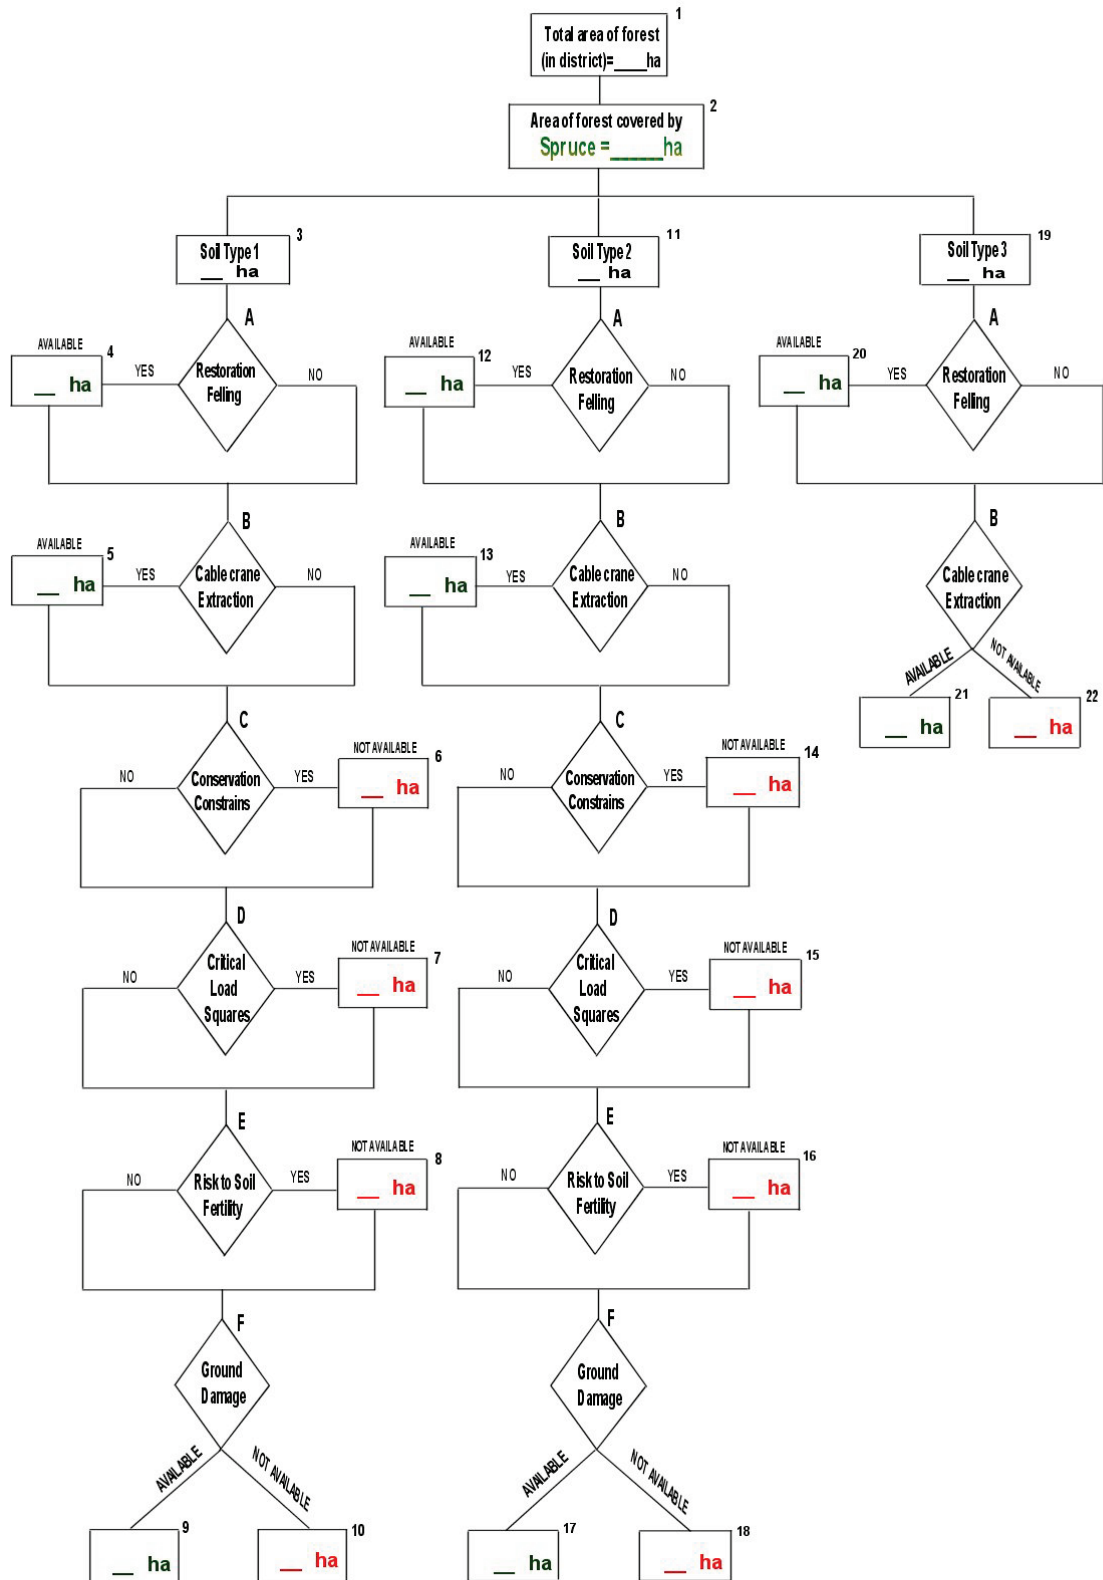 1
Total area of forest
(in district)=____ha
2
Area of forest covered by
Spruce =_____ha
3
Soil Type 1
__ ha
11
Soil Type 2
__ ha
19
Soil Type 3
__ ha
A
Restoration
Felling
YES
NO
AVAILABLE
4
__ ha
A
Restoration
Felling
YES
NO
AVAILABLE
12
__ ha
A
Restoration
Felling
YES
NO
AVAILABLE
20
__ ha
B
Cable crane
Extraction
YES
NO
AVAILABLE
5
__ ha
B
Cable crane
Extraction
YES
NO
AVAILABLE
13
__ ha
B
Cable crane
Extraction
AVAILABLE
NOT AVAILABLE
21
__ ha
22
__ ha
C
Conservation
Constrains
NO
YES
NOT AVAILABLE
6
__ ha
C
Conservation
Constrains
NO
YES
NOT AVAILABLE
14
__ ha
D
Critical
Load
Squares
NO
YES
NOT AVAILABLE
7
__ ha
D
Critical
Load
Squares
NO
YES
NOT AVAILABLE
15
__ ha
E
Risk to Soil
Fertility
NO
YES
NOT AVAILABLE
8
__ ha
E
Risk to Soil
Fertility
NO
YES
NOT AVAILABLE
16
__ ha
F
Ground
Damage
AVAILABLE
NOT AVAILABLE
9
__ ha
10
__ ha
F
Ground
Damage
AVAILABLE
NOT AVAILABLE
17
__ ha
18
__ ha